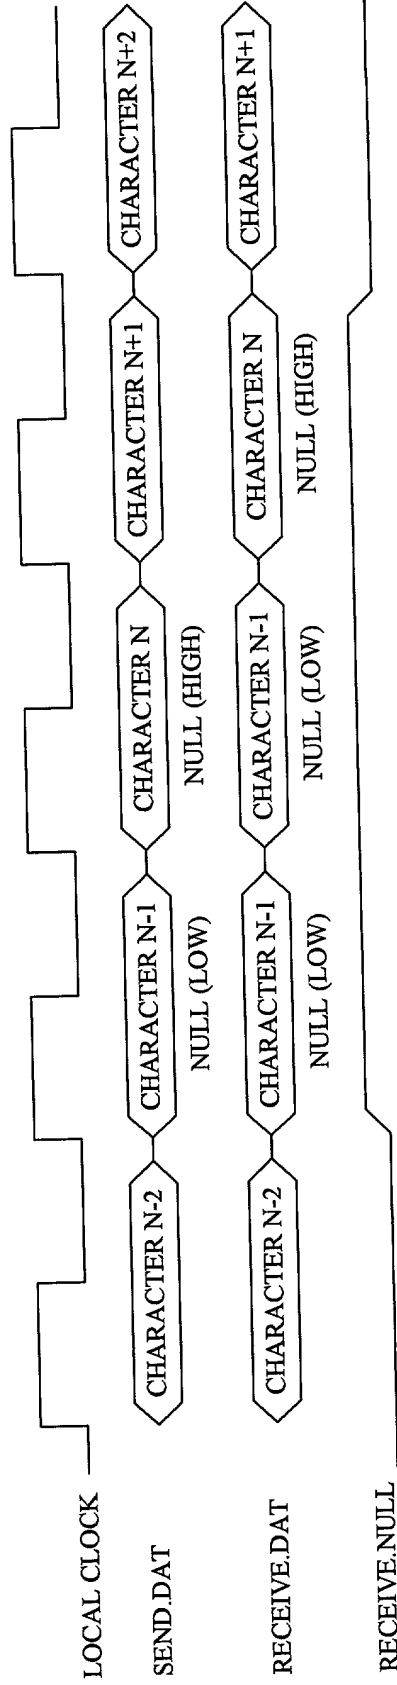 LOCAL CLOCK
SEND.DAT
CHARACTER N-2
CHARACTER N-1
CHARACTER N
CHARACTER N+1
CHARACTER N+2
NULL (LOW)
NULL (HIGH)
RECEIVE.DAT
CHARACTER N-2
CHARACTER N-1
CHARACTER N-1
CHARACTER N
CHARACTER N+1
NULL (LOW)
NULL (LOW)
NULL (HIGH)
RECEIVE.NULL